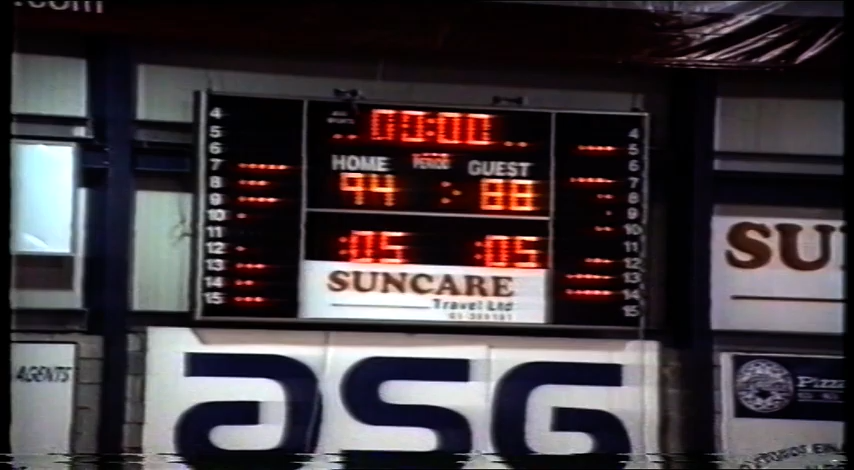 .com
00:00
HOME PERIOD GUEST
94 > 88
:05 :05
4 4
5 5
6 6
7 7
8 8
9 9
10 10
11 11
12 12
13 13
14 14
15 15
SUNCARE
Travel Ltd
SU
asg
AGENTS
Pizza